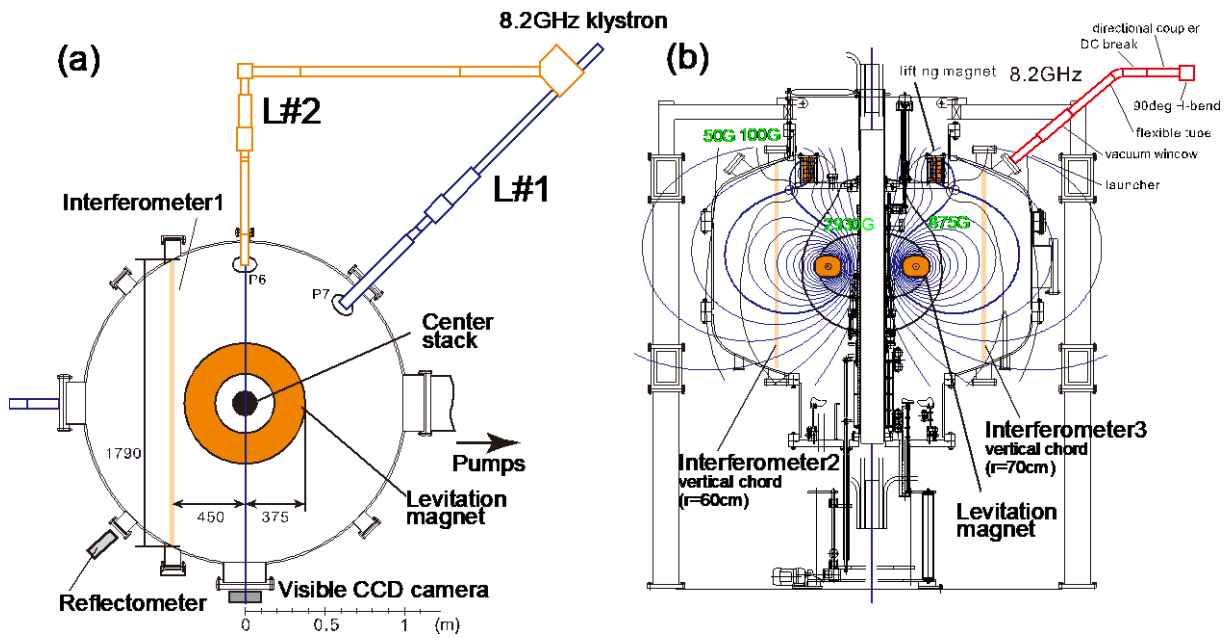 (a)
8.2GHz klystron
L#2
L#1
Interferometer1
P6
P7
Center
stack
1790
450
375
Pumps
Levitation
magnet
Reflectometer
Visible CCD camera
0
0.5
1
(m)
(b)
directional
coupler
DC break
lifting magnet
8.2GHz
90deg H-bend
flexible tube
vacuum window
launcher
50G 100G
2930G
875G
Interferometer2
vertical chord
(r=60cm)
Interferometer3
vertical chord
(r=70cm)
Levitation
magnet